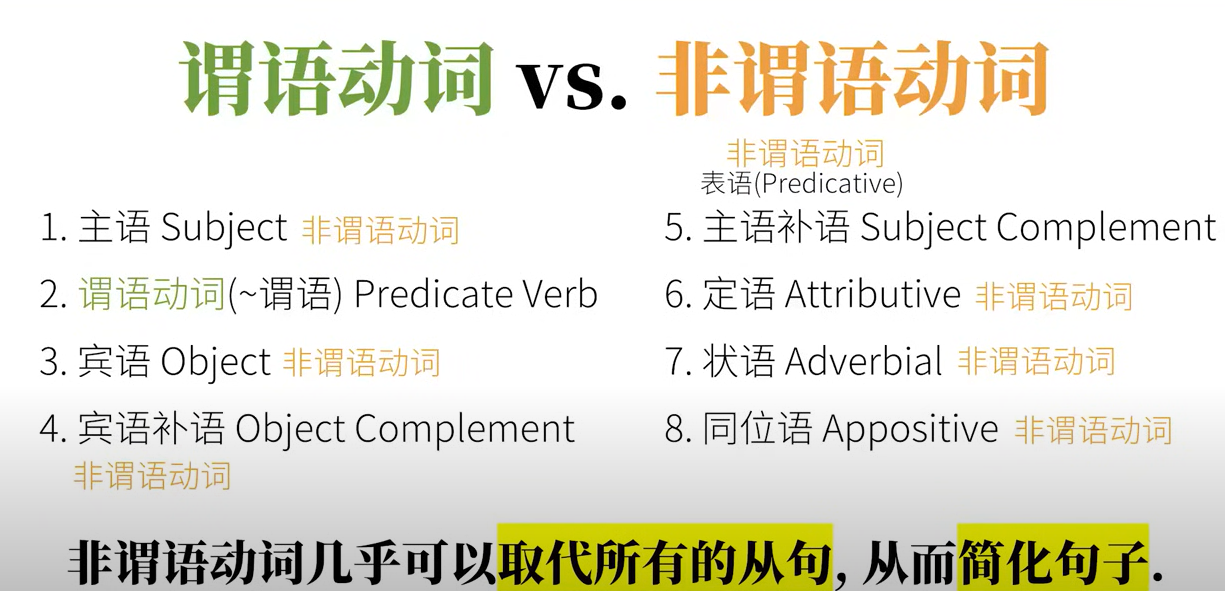 谓语动词 vs. 非谓语动词
1. 主语 Subject 非谓语动词
2. 谓语动词(~谓语) Predicate Verb
3. 宾语 Object 非谓语动词
4. 宾语补语 Object Complement
非谓语动词
非谓语动词
表语(Predicative)
5. 主语补语 Subject Complement
6. 定语 Attributive 非谓语动词
7. 状语 Adverbial 非谓语动词
8. 同位语 Appositive 非谓语动词
非谓语动词几乎可以取代所有的从句, 从而简化句子.